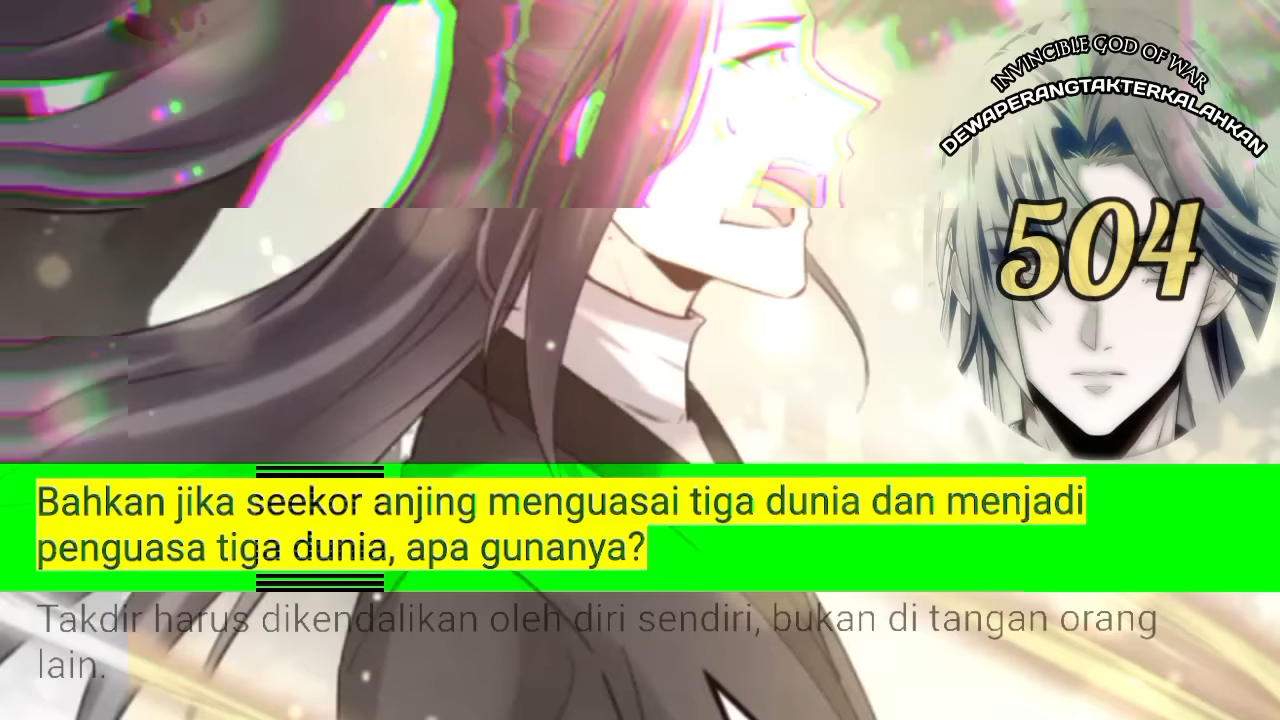 INVINCIBLE GOD OF WAR
DEWAPERANGTAKTERKALAHKAN
504
Bahkan jika seekor anjing menguasai tiga dunia dan menjadi
penguasa tiga dunia, apa gunanya?
Takdir harus dikendalikan oleh diri sendiri, bukan di tangan orang
lain.